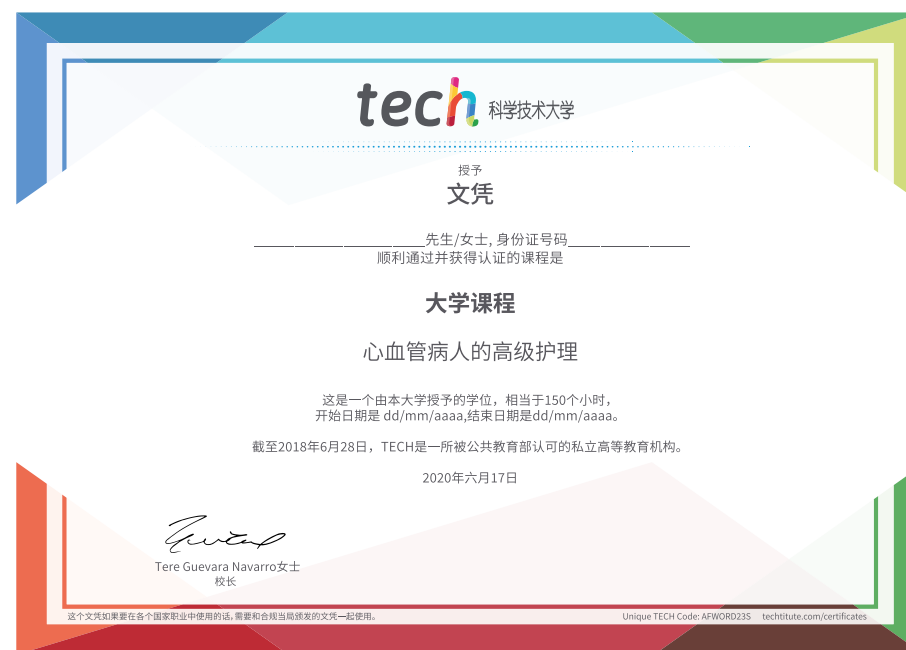 tech 科学技术大学
授予
文凭
____________________先生/女士, 身份证号码_______________
顺利通过并获得认证的课程是
大学课程
心血管病人的高级护理
这是一个由本大学授予的学位，相当于150个小时，
开始日期是 dd/mm/aaaa,结束日期是dd/mm/aaaa。
截至2018年6月28日，TECH是一所被公共教育部认可的私立高等教育机构。
2020年六月17日
Tere Guevara Navarro女士
校长
这个文凭如果要在各个国家职业中使用的话,需要和合规当局颁发的文凭一起使用。
Unique TECH Code: AFWORD23S techtitute.com/certificates